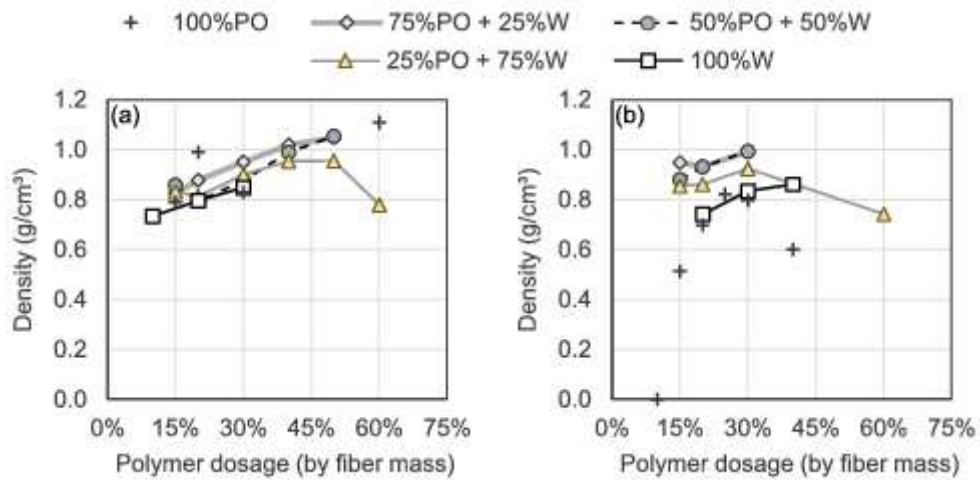 100%PO 75%PO + 25%W 50%PO + 50%W
25%PO + 75%W 100%W
(a) (b)
Density (g/cm³) Density (g/cm³)
1.2 1.2
1.0 1.0
0.8 0.8
0.6 0.6
0.4 0.4
0.2 0.2
0.0 0.0
0% 15% 30% 45% 60% 75% 0% 15% 30% 45% 60% 75%
Polymer dosage (by fiber mass) Polymer dosage (by fiber mass)